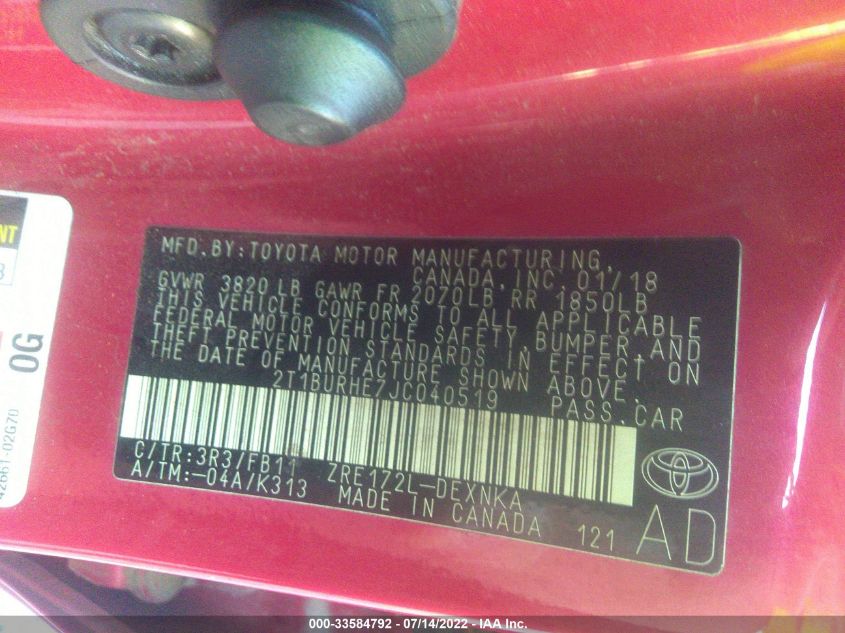 MFD.BY:TOYOTA MOTOR MANUFACTURING,
CANADA,INC. 01/18
GVWR 3820 LB GAWR FR 2070LB RR 1850LB
THIS VEHICLE CONFORMS TO ALL APPLICABLE
FEDERAL MOTOR VEHICLE SAFETY, BUMPER,AND
THEFT PREVENTION STANDARDS IN EFFECT ON
THE DATE OF MANUFACTURE SHOWN ABOVE.
2T1BURHE7JC040519 PASS.CAR
C/TR:3R3/FB11 ZRE172L-DEXNKA
A/TM:-04A/K313 MADE IN CANADA 121
AD
0G
42661-02G70
000-33584792 - 07/14/2022 - IAA Inc.